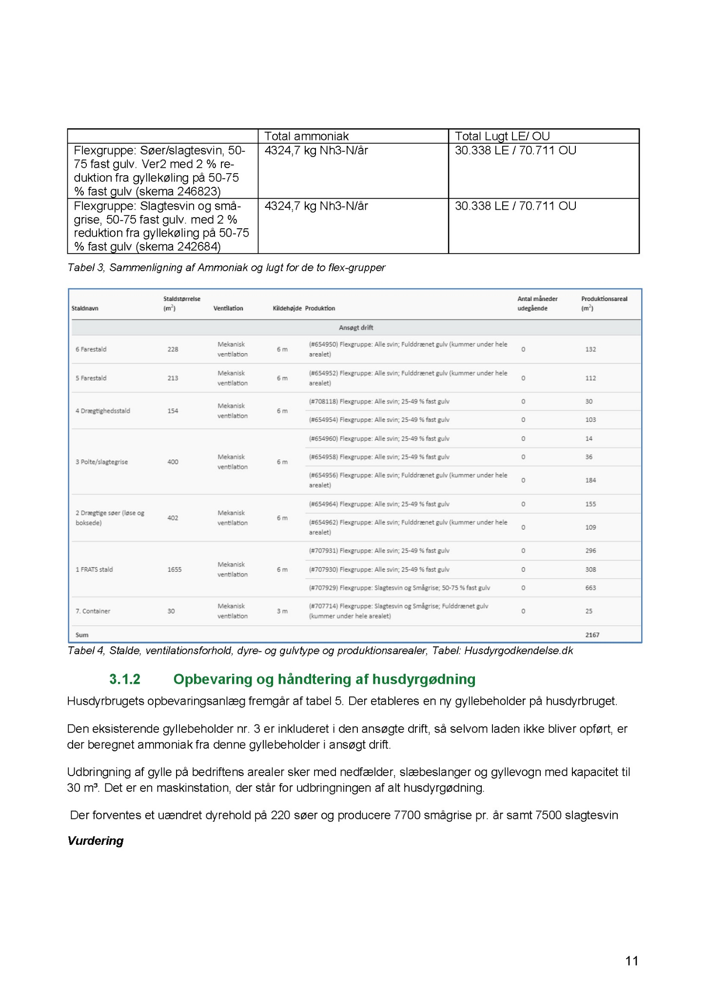 Total ammoniak Total Lugt LE/ OU
Flexgruppe: Søer/slagtesvin, 50- 4324,7 kg Nh3-N/år 30.338 LE / 70.711 OU
75 fast gulv. Ver2 med 2 % re-
duktion fra gyllekøling på 50-75
% fast gulv (skema 246823)
Flexgruppe: Slagtesvin og små- 4324,7 kg Nh3-N/år 30.338 LE / 70.711 OU
grise, 50-75 fast gulv. med 2 %
reduktion fra gyllekøling på 50-75
% fast gulv (skema 242684)
Tabel 3, Sammenligning af Ammoniak og lugt for de to flex-grupper
Staldnavn Staldstørrelse (m²) Ventilation Kildehøjde Produktion Antal måneder udegående Produktionsareal (m²)
Ansøgt drift
6 Farestald 228 Mekanisk ventilation 6 m (#654950) Flexgruppe: Alle svin; Fulddrænet gulv (kummer under hele arealet) 0 132
5 Farestald 213 Mekanisk ventilation 6 m (#654952) Flexgruppe: Alle svin; Fulddrænet gulv (kummer under hele arealet) 0 112
4 Drægtighedsstald 154 Mekanisk ventilation 6 m (#708118) Flexgruppe: Alle svin; 25-49 % fast gulv 0 30
(#654954) Flexgruppe: Alle svin; 25-49 % fast gulv 0 103
3 Polte/slagtegrise 400 Mekanisk ventilation 6 m (#654960) Flexgruppe: Alle svin; 25-49 % fast gulv 0 14
(#654958) Flexgruppe: Alle svin; 25-49 % fast gulv 0 36
(#654956) Flexgruppe: Alle svin; Fulddrænet gulv (kummer under hele arealet) 0 184
2 Drægtige søer (løse og boksede) 402 Mekanisk ventilation 6 m (#654964) Flexgruppe: Alle svin; 25-49 % fast gulv 0 155
(#654962) Flexgruppe: Alle svin; Fulddrænet gulv (kummer under hele arealet) 0 109
1 FRATS stald 1655 Mekanisk ventilation 6 m (#707931) Flexgruppe: Alle svin; 25-49 % fast gulv 0 296
(#707930) Flexgruppe: Alle svin; 25-49 % fast gulv 0 308
(#707929) Flexgruppe: Slagtesvin og Smågrise; 50-75 % fast gulv 0 663
7. Container 30 Mekanisk ventilation 3 m (#707714) Flexgruppe: Slagtesvin og Smågrise; Fulddrænet gulv (kummer under hele arealet) 0 25
Sum 2167
Tabel 4, Stalde, ventilationsforhold, dyre- og gulvtype og produktionsarealer, Tabel: Husdyrgodkendelse.dk
3.1.2 Opbevaring og håndtering af husdyrgødning
Husdyrbrugets opbevaringsanlæg fremgår af tabel 5. Der etableres en ny gyllebeholder på husdyrbruget.
Den eksisterende gyllebeholder nr. 3 er inkluderet i den ansøgte drift, så selvom laden ikke bliver opført, er
der beregnet ammoniak fra denne gyllebeholder i ansøgt drift.
Udbringning af gylle på bedriftens arealer sker med nedfælder, slæbeslanger og gyllevogn med kapacitet til
30 m³. Det er en maskinstation, der står for udbringningen af alt husdyrgødning.
Der forventes et uændret dyrehold på 220 søer og producere 7700 smågrise pr. år samt 7500 slagtesvin
Vurdering
11